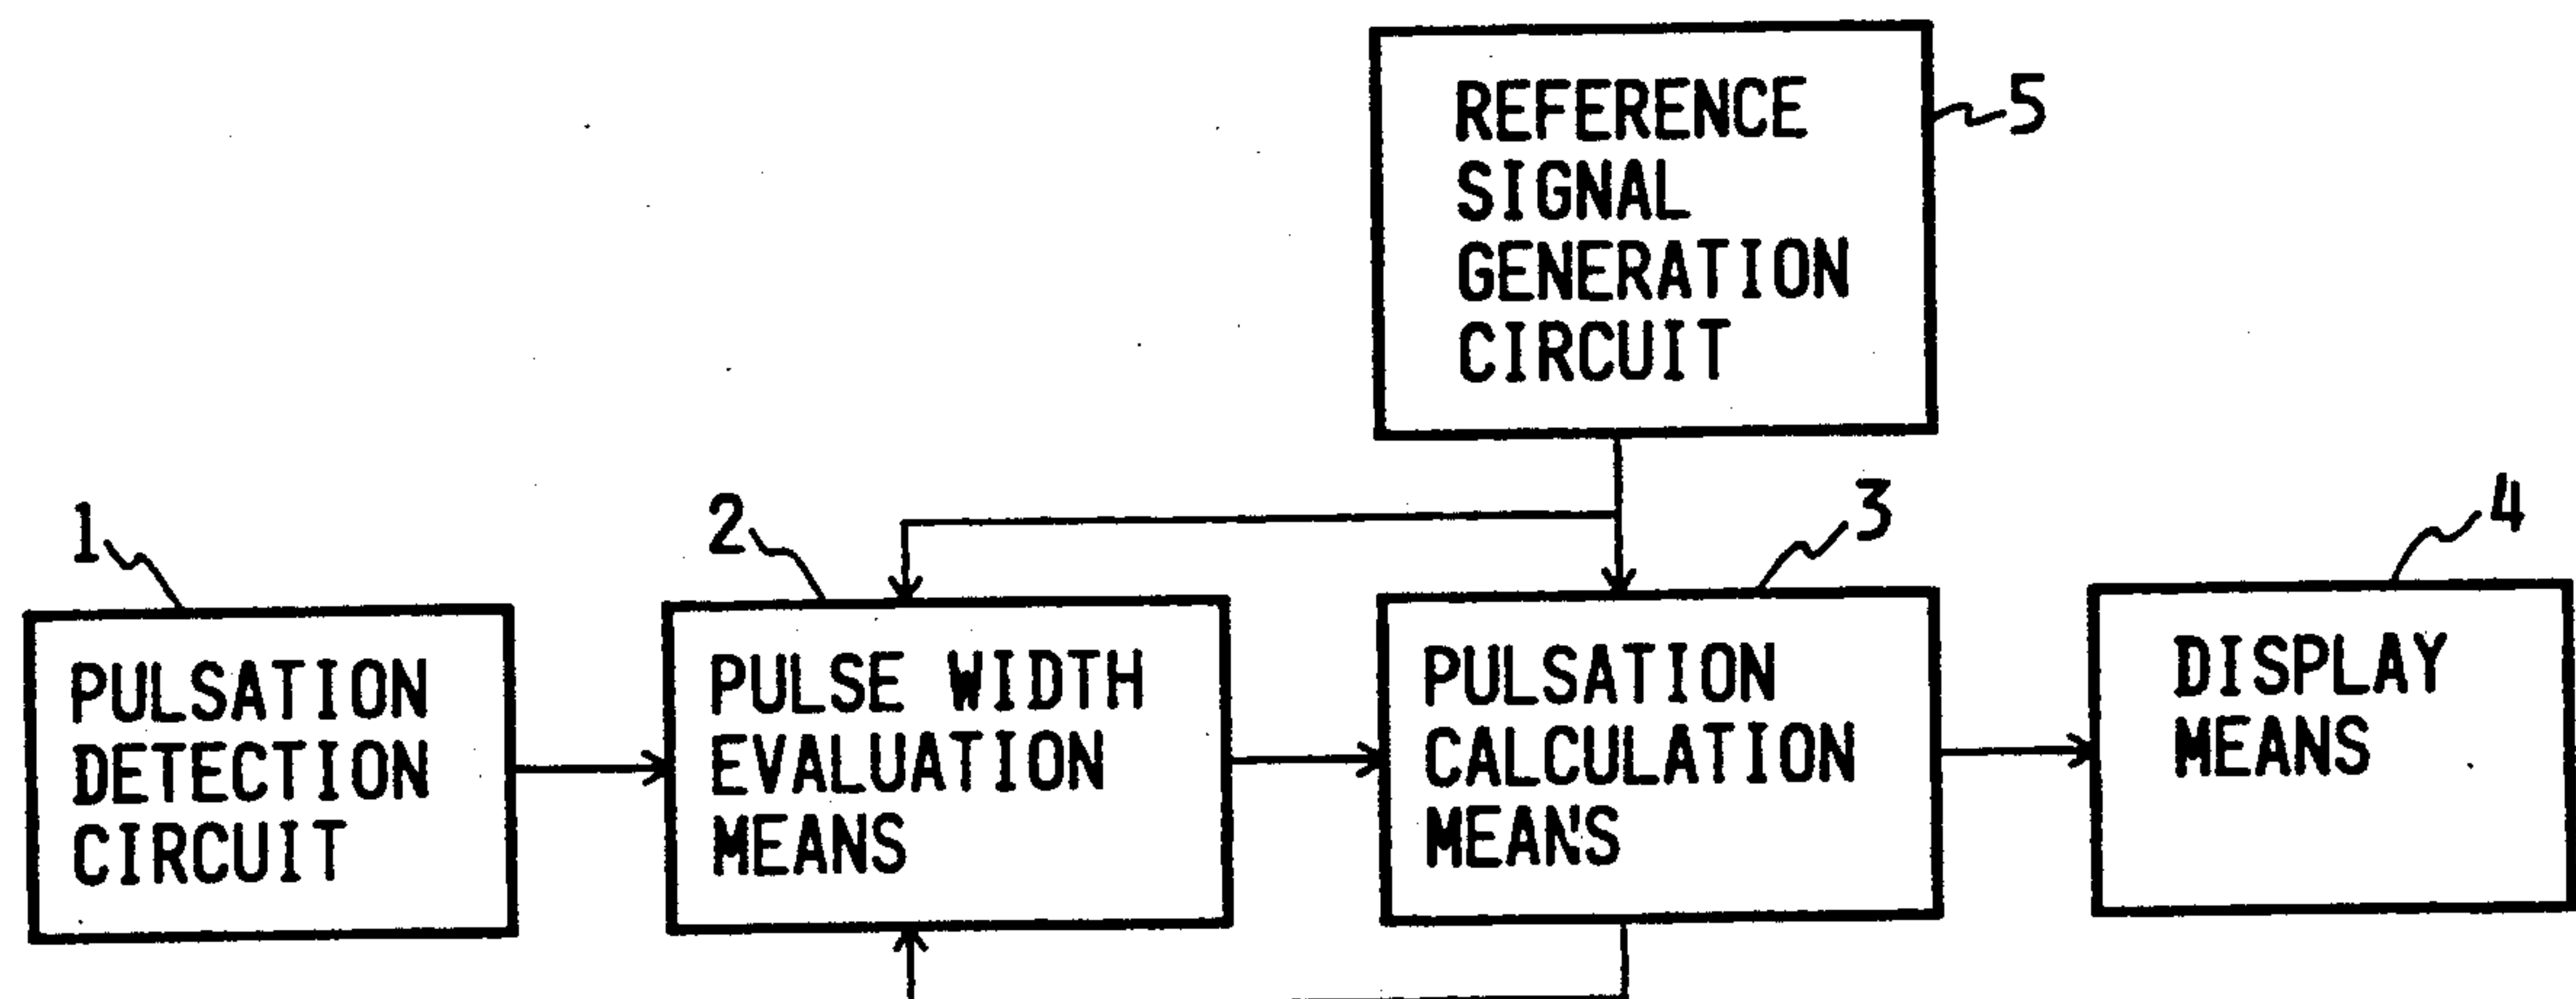 REFERENCE
SIGNAL
GENERATION
CIRCUIT
5
1
2
3
4
PULSATION
DETECTION
CIRCUIT
PULSE WIDTH
EVALUATION
MEANS
PULSATION
CALCULATION
MEANS
DISPLAY
MEANS